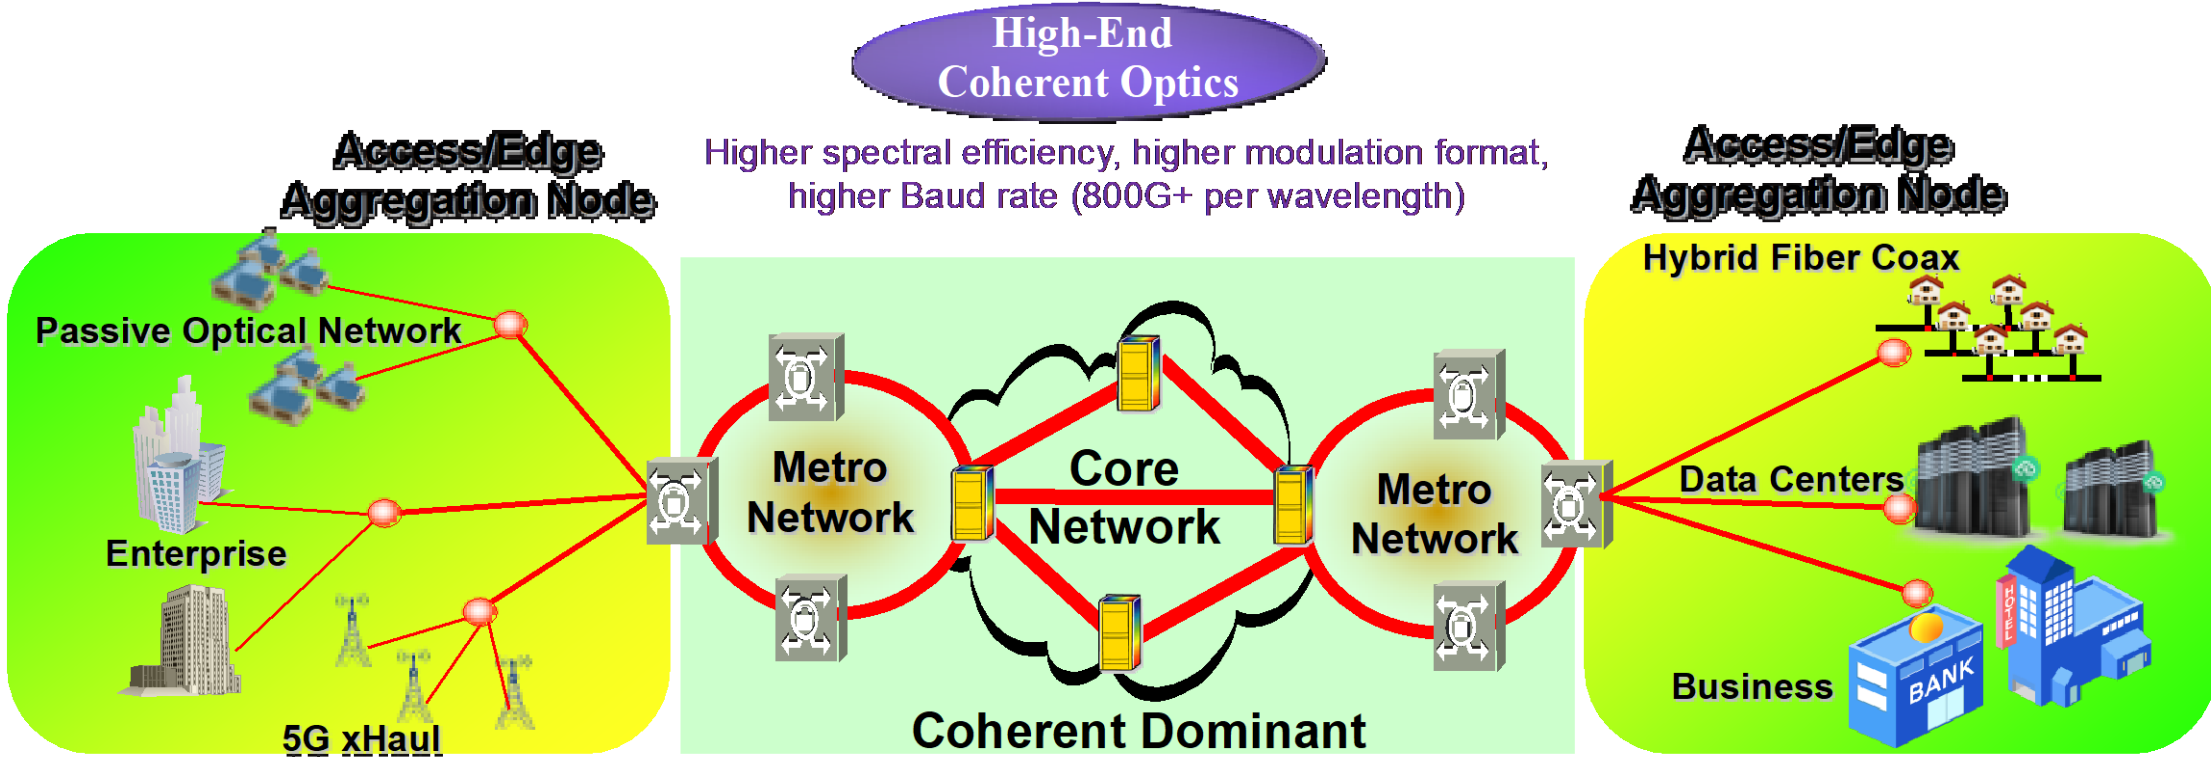 High-End
Coherent Optics
Higher spectral efficiency, higher modulation format,
higher Baud rate (800G+ per wavelength)
Access/Edge
Aggregation Node
Passive Optical Network
Enterprise
5G xHaul
Metro
Network
Core
Network
Metro
Network
Coherent Dominant
Access/Edge
Aggregation Node
Hybrid Fiber Coax
Data Centers
Business
HOTEL
BANK